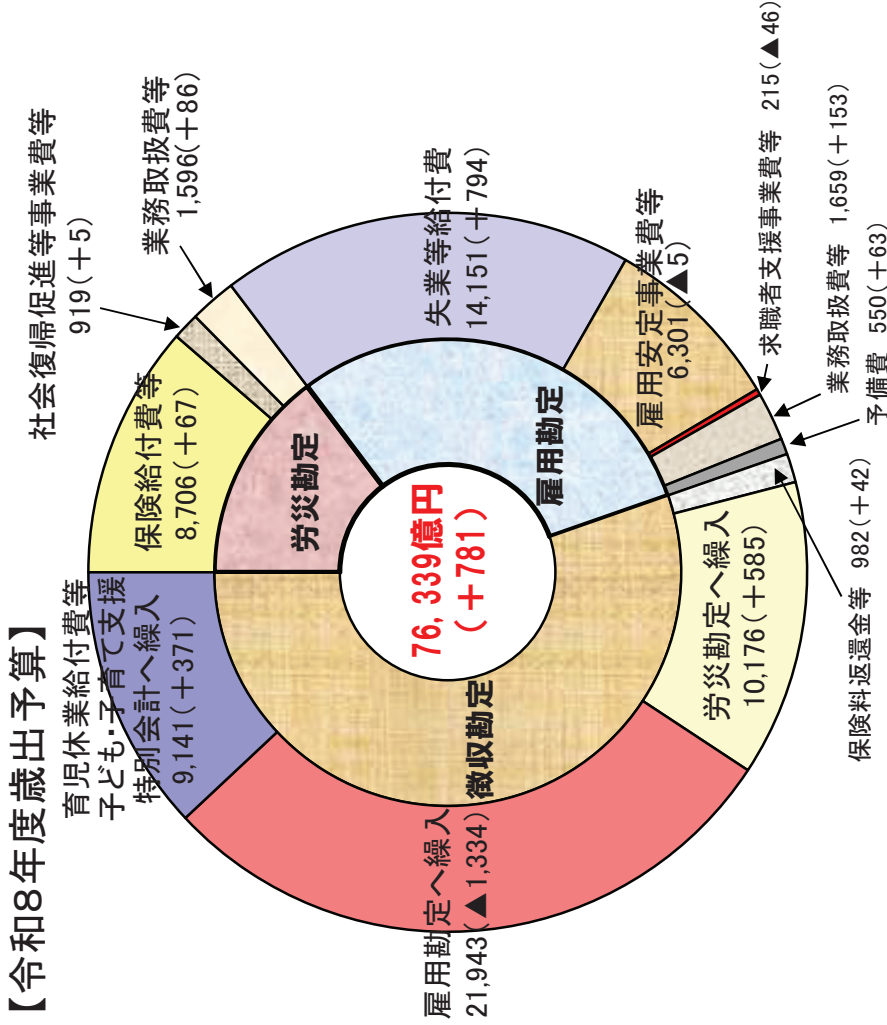 【令和8年度歳出予算】
社会復帰促進等事業費等
919(+5)
業務取扱費等
1,596(+86)
育児休業給付費等
子ども・子育て支援
特別会計へ繰入
9,141(+371)
保険給付費等
8,706(+67)
労災勘定
失業等給付費
14,151(+794)
雇用勘定
雇用安定事業費等
6,301(▲5)
求職者支援事業費等 215(▲46)
業務取扱費等 1,659(+153)
予備費 550(+63)
76,339億円
(+781)
徴収勘定
雇用勘定へ繰入
21,943(▲1,334)
労災勘定へ繰入
10,176(+585)
保険料返還金等 982(+42)